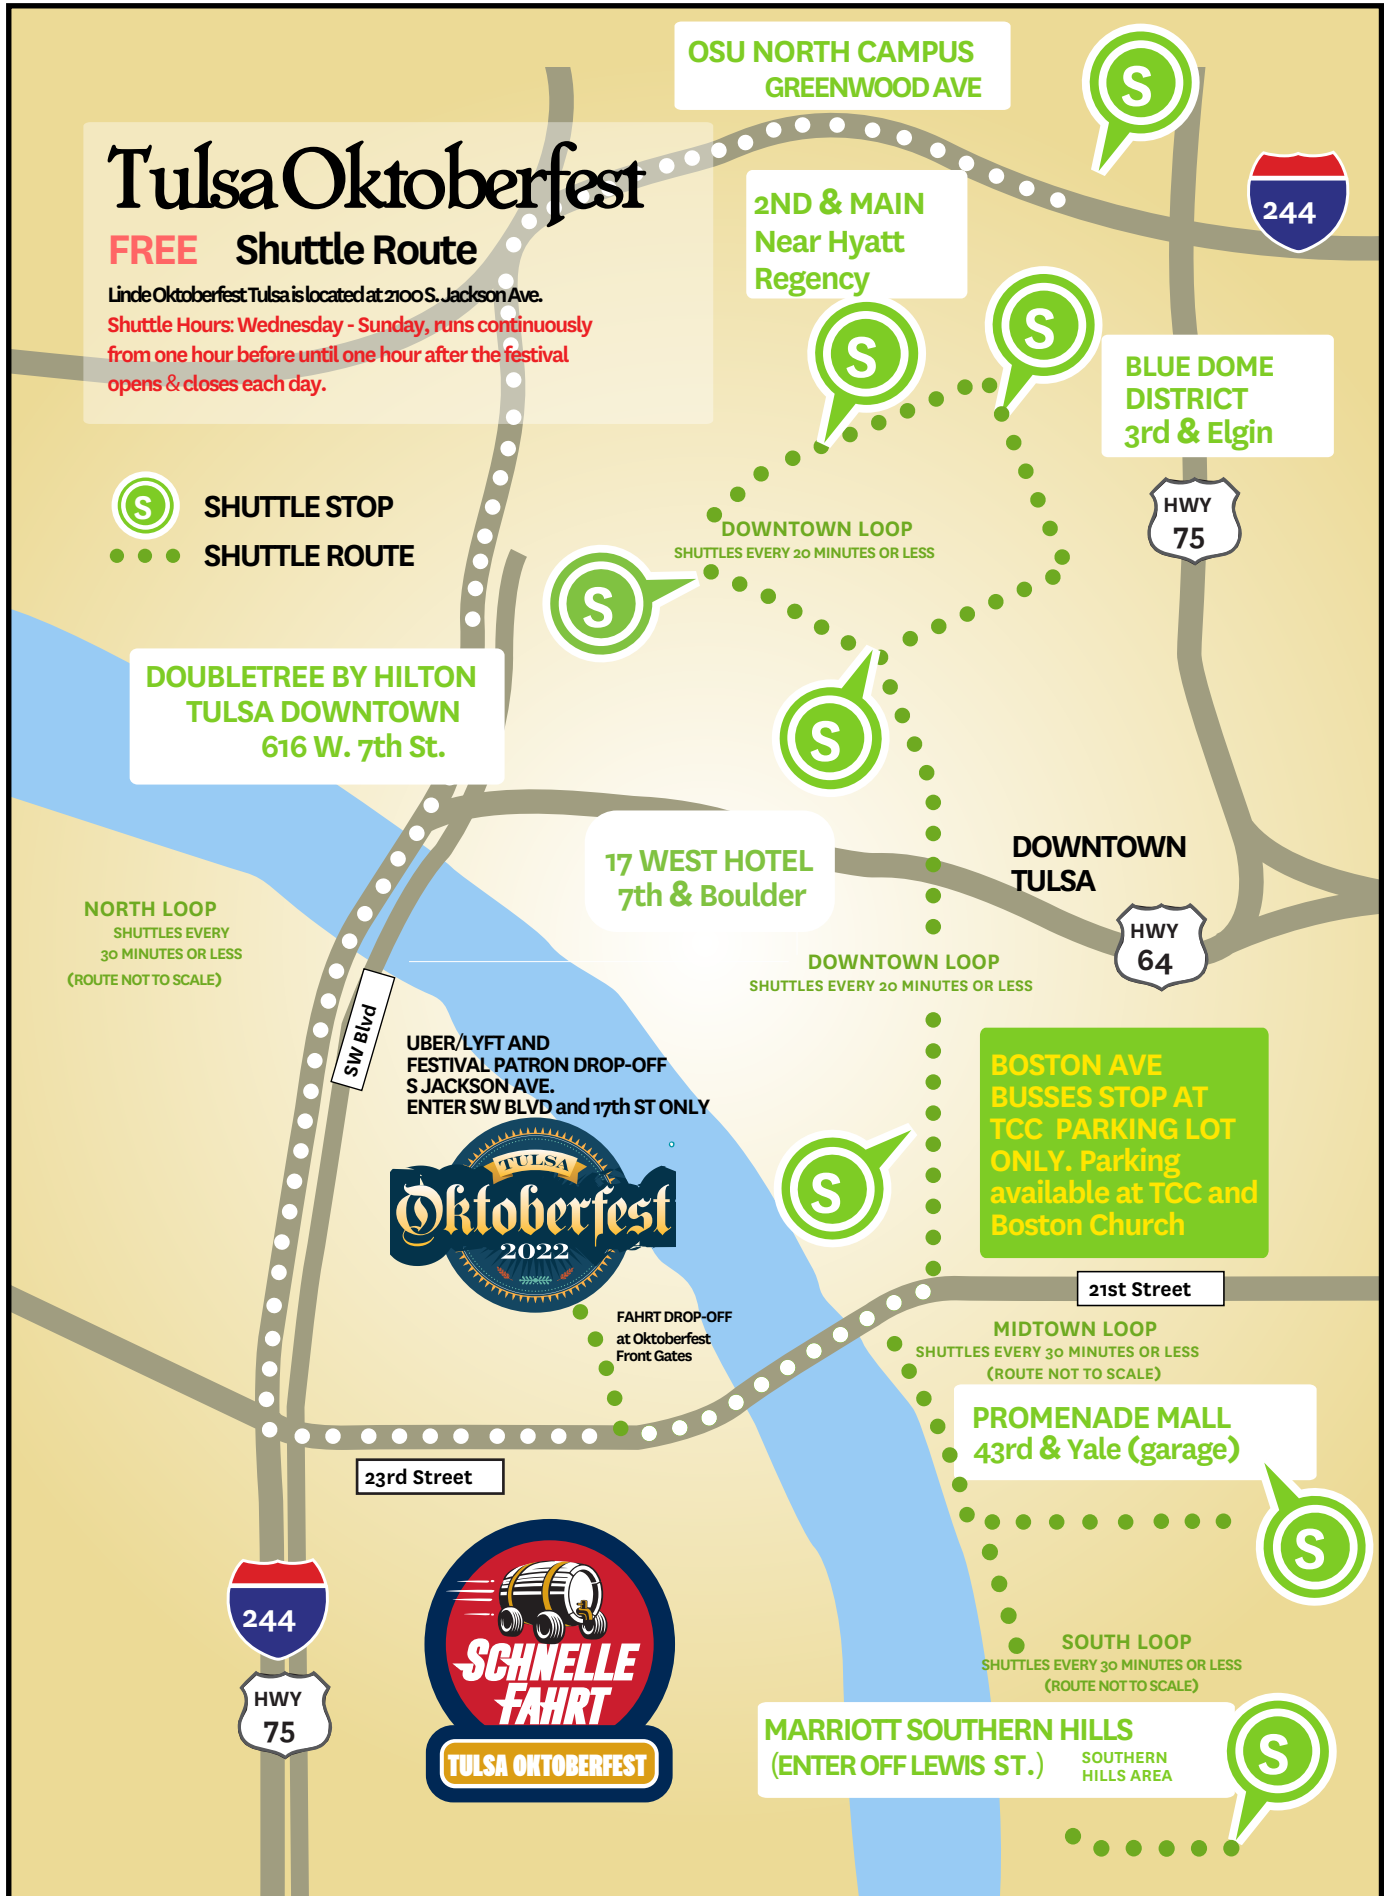 OSU NORTH CAMPUS
GREENWOOD AVE
S
244
Tulsa Oktoberfest
FREE Shuttle Route
Linde Oktoberfest Tulsa is located at 2100 S. Jackson Ave.
Shuttle Hours: Wednesday - Sunday, runs continuously
from one hour before until one hour after the festival
opens & closes each day.
2ND & MAIN
Near Hyatt
Regency
S
S
BLUE DOME
DISTRICT
3rd & Elgin
HWY
75
S SHUTTLE STOP
SHUTTLE ROUTE
DOWNTOWN LOOP
SHUTTLES EVERY 20 MINUTES OR LESS
S
DOUBLETREE BY HILTON
TULSA DOWNTOWN
616 W. 7th St.
S
17 WEST HOTEL
7th & Boulder
DOWNTOWN
TULSA
HWY
64
NORTH LOOP
SHUTTLES EVERY
30 MINUTES OR LESS
(ROUTE NOT TO SCALE)
DOWNTOWN LOOP
SHUTTLES EVERY 20 MINUTES OR LESS
SW Blvd
UBER/LYFT AND
FESTIVAL PATRON DROP-OFF
S JACKSON AVE.
ENTER SW BLVD and 17th ST ONLY
BOSTON AVE
BUSSES STOP AT
TCC PARKING LOT
ONLY. Parking
available at TCC and
Boston Church
S
TULSA
Oktoberfest
2022
21st Street
FAHRT DROP-OFF
at Oktoberfest
Front Gates
MIDTOWN LOOP
SHUTTLES EVERY 30 MINUTES OR LESS
(ROUTE NOT TO SCALE)
PROMENADE MALL
43rd & Yale (garage)
S
23rd Street
244
HWY
75
SCHNELLE
FAHRT
TULSA OKTOBERFEST
SOUTH LOOP
SHUTTLES EVERY 30 MINUTES OR LESS
(ROUTE NOT TO SCALE)
MARRIOTT SOUTHERN HILLS
(ENTER OFF LEWIS ST.)
SOUTHERN
HILLS AREA
S